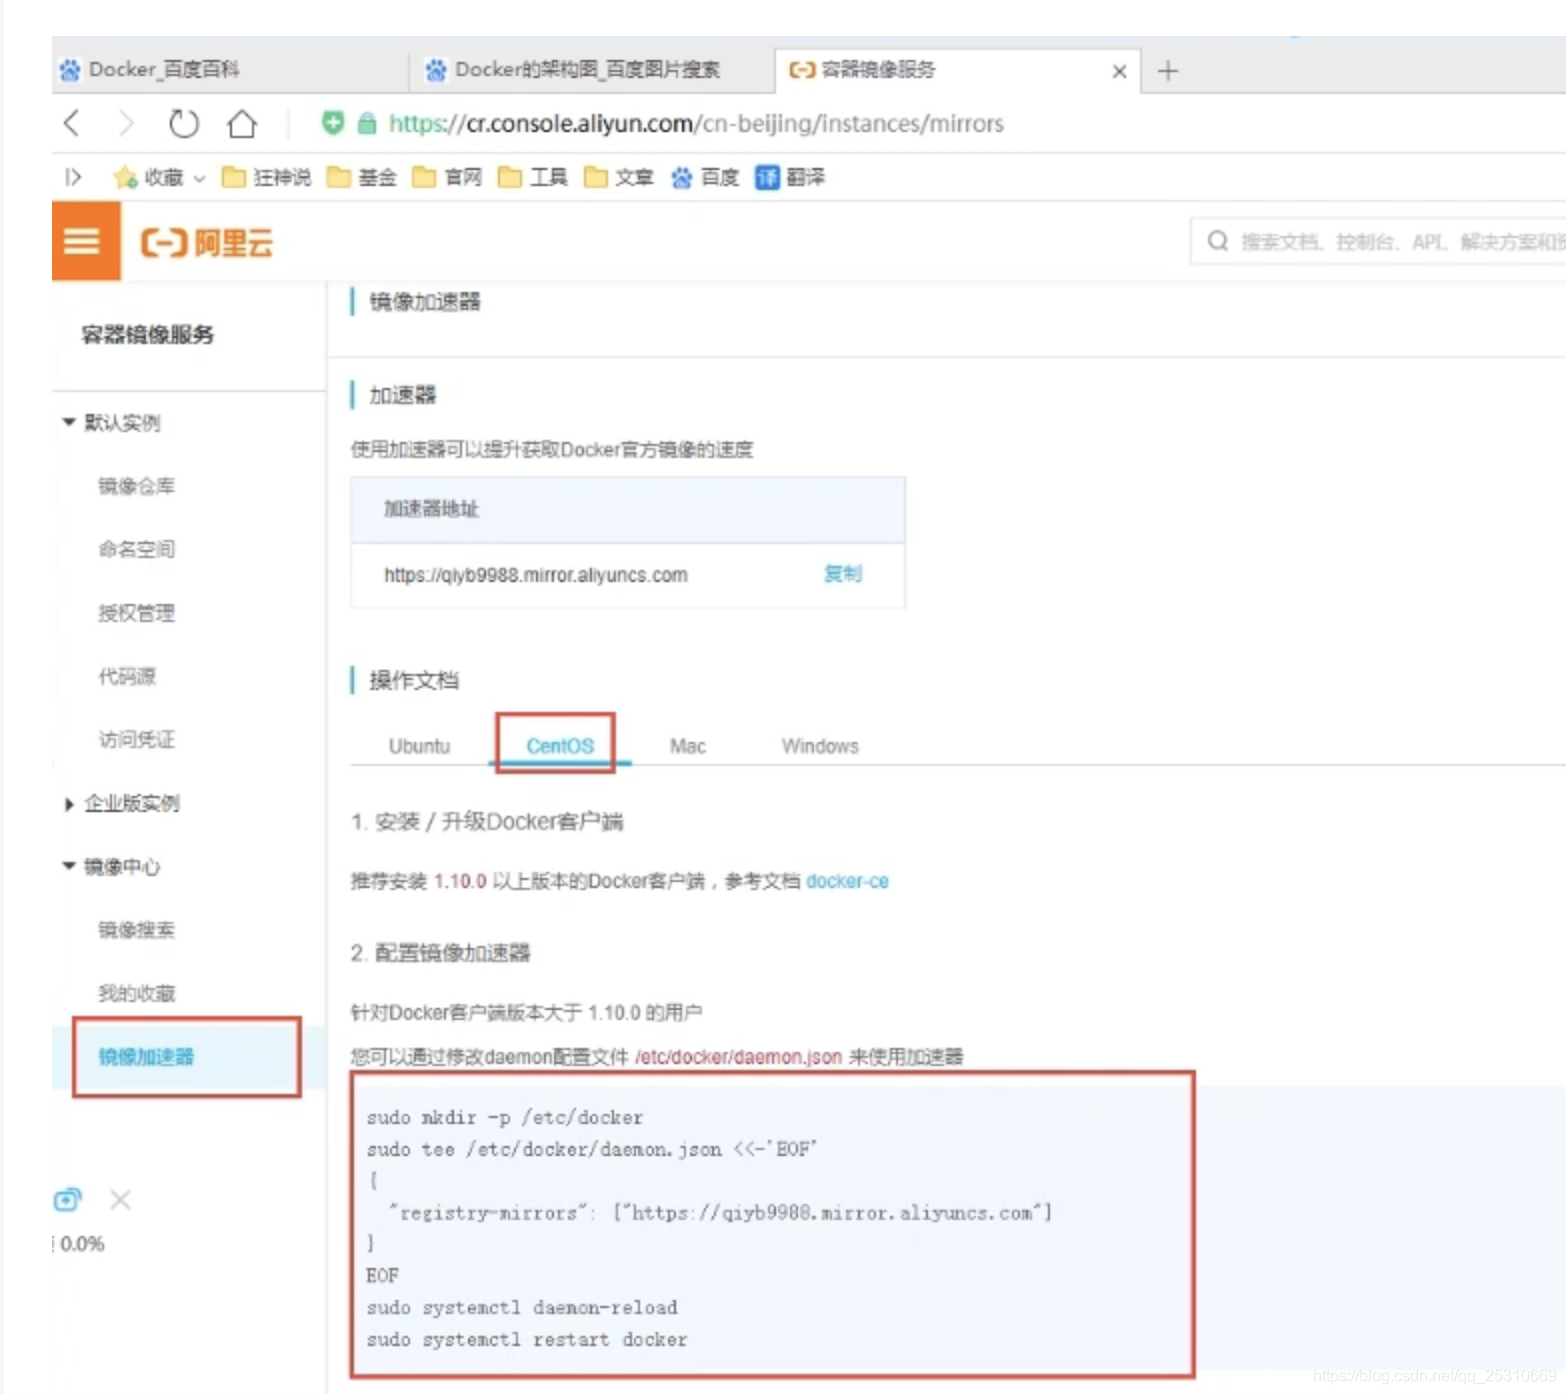 Docker_百度百科
Docker的架构图_百度图片搜索
容器镜像服务
https://cr.console.aliyun.com/cn-beijing/instances/mirrors
收藏 狂神说 基金 官网 工具 文章 百度 译 翻译
阿里云
搜索文档、控制台、API、解决方案和资
容器镜像服务
默认实例
镜像仓库
命名空间
授权管理
代码源
访问凭证
企业版实例
镜像中心
镜像搜索
我的收藏
镜像加速器
0.0%
镜像加速器
加速器
使用加速器可以提升获取Docker官方镜像的速度
加速器地址
https://qiyb9988.mirror.aliyuncs.com 复制
操作文档
Ubuntu CentOS Mac Windows
1. 安装 / 升级Docker客户端
推荐安装 1.10.0 以上版本的Docker客户端，参考文档 docker-ce
2. 配置镜像加速器
针对Docker客户端版本大于 1.10.0 的用户
您可以通过修改daemon配置文件 /etc/docker/daemon.json 来使用加速器
sudo mkdir -p /etc/docker
sudo tee /etc/docker/daemon.json <<-'EOF'
{
"registry-mirrors": ["https://qiyb9988.mirror.aliyuncs.com"]
}
EOF
sudo systemctl daemon-reload
sudo systemctl restart docker
https://blog.csdn.net/qq_25310669